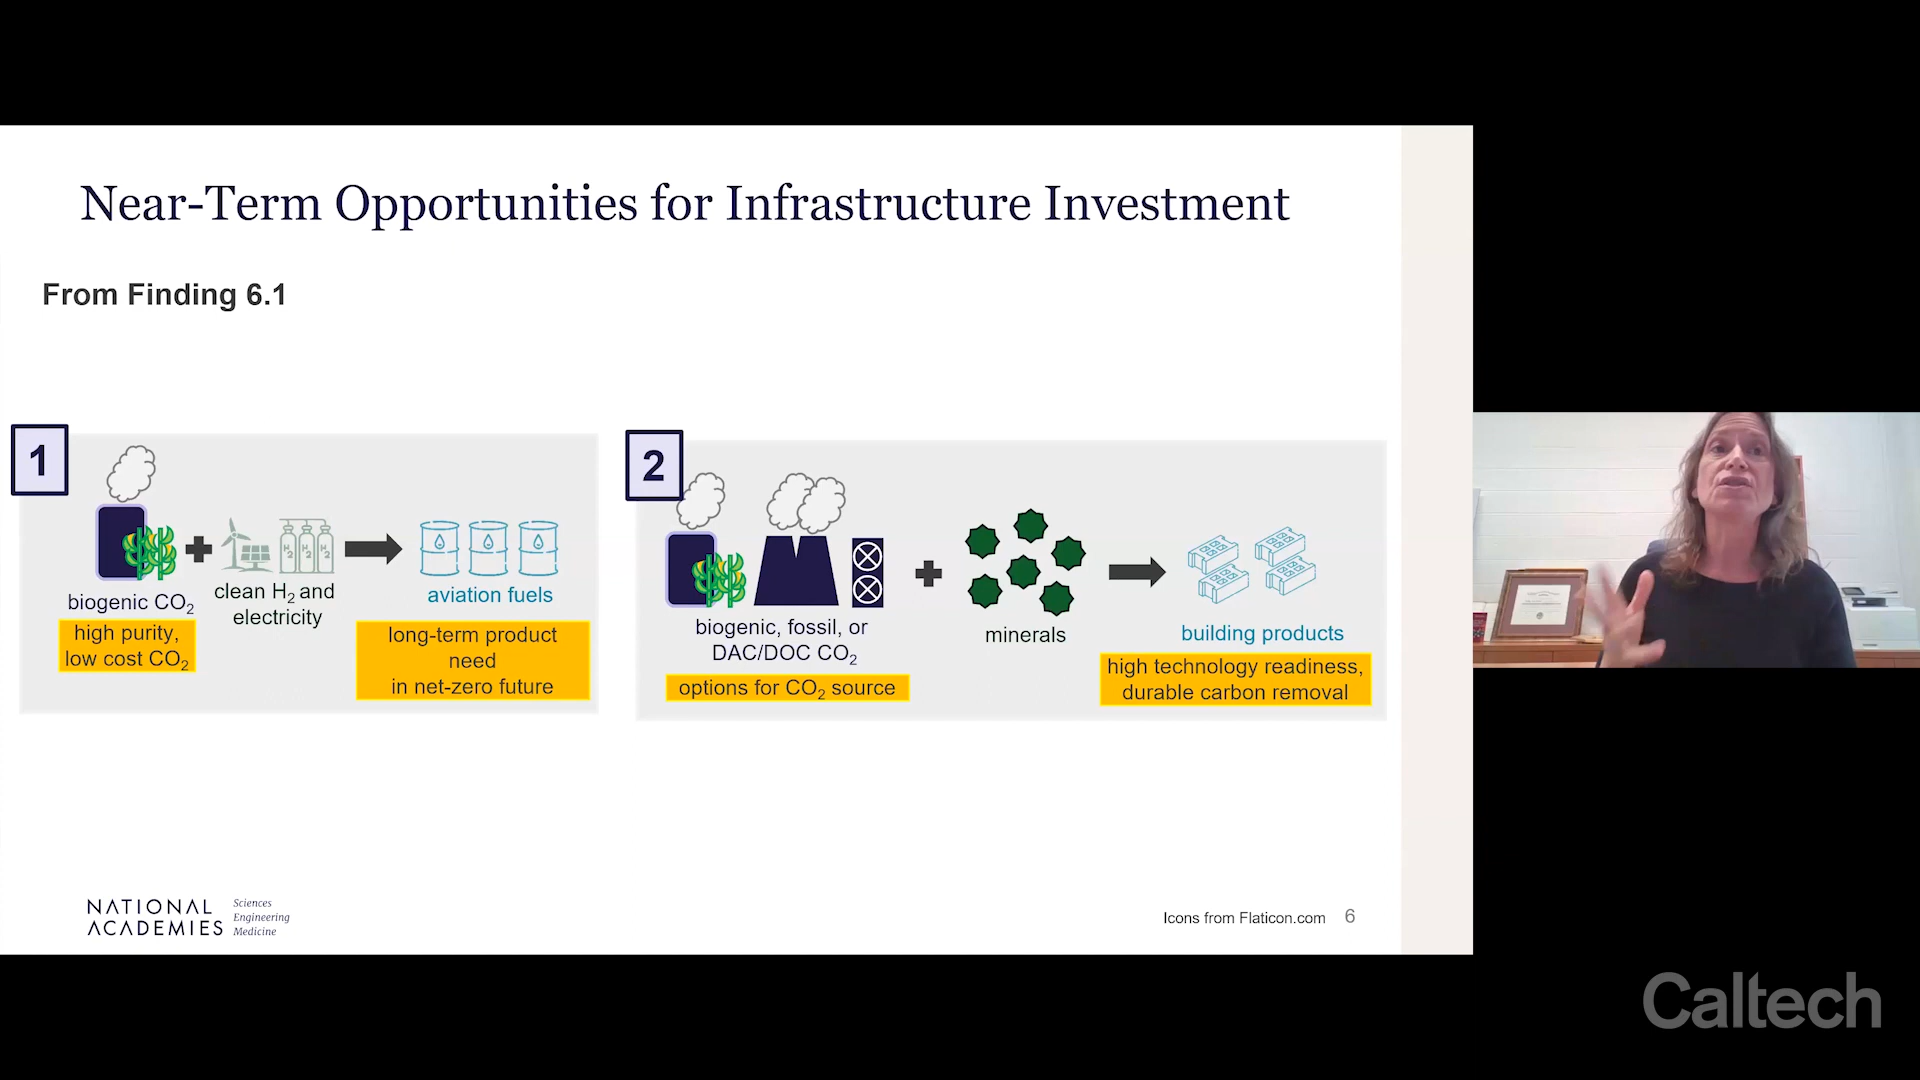 Near-Term Opportunities for Infrastructure Investment
From Finding 6.1
1
biogenic CO2
high purity,
low cost CO2
clean H2 and
electricity
H2 H2 H2
aviation fuels
long-term product
need
in net-zero future
2
biogenic, fossil, or
DAC/DOC CO2
options for CO2 source
minerals
building products
high technology readiness,
durable carbon removal
NATIONAL
ACADEMIES
Sciences
Engineering
Medicine
Icons from Flaticon.com 6
Caltech